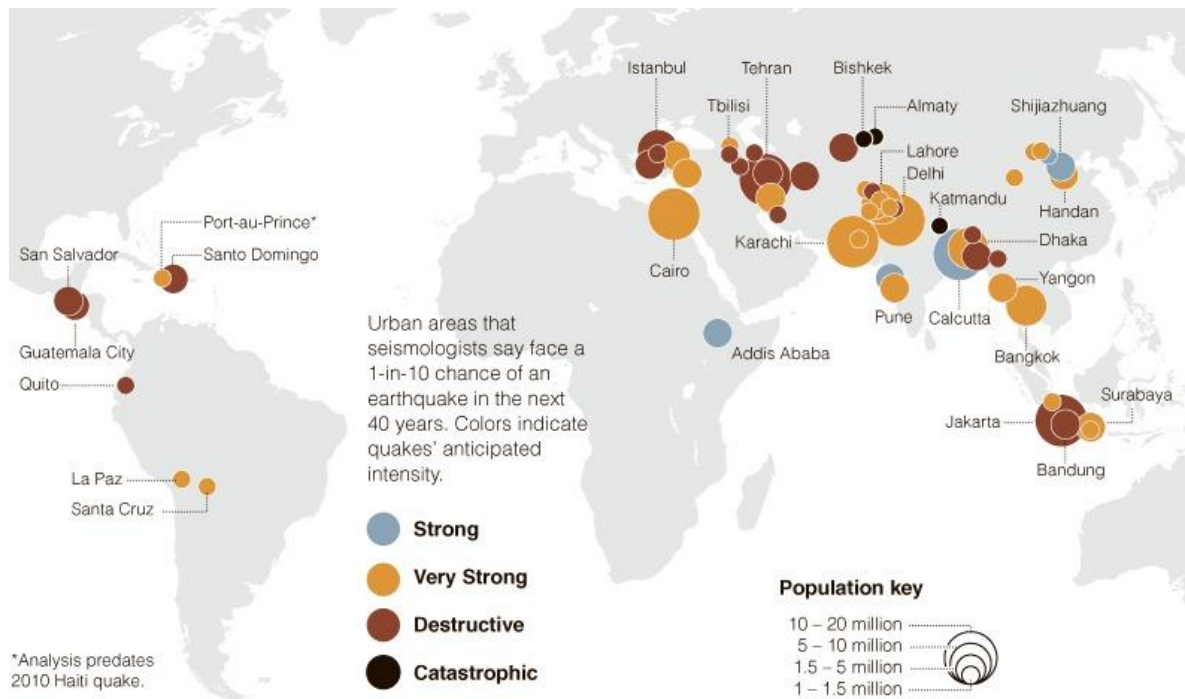 Istanbul
Tehran
Bishkek
Tbilisi
Almaty
Shijiazhuang
Lahore
Delhi
Katmandu
Port-au-Prince*
San Salvador
Santo Domingo
Karachi
Handan
Dhaka
Cairo
Yangon
Pune
Calcutta
Guatemala City
Addis Ababa
Bangkok
Quito
Surabaya
Jakarta
Bandung
La Paz
Santa Cruz
Urban areas that
seismologists say face a
1-in-10 chance of an
earthquake in the next
40 years. Colors indicate
quakes' anticipated
intensity.
Strong
Very Strong
Destructive
Catastrophic
Population key
10 – 20 million
5 – 10 million
1.5 – 5 million
1 – 1.5 million
*Analysis predates
2010 Haiti quake.